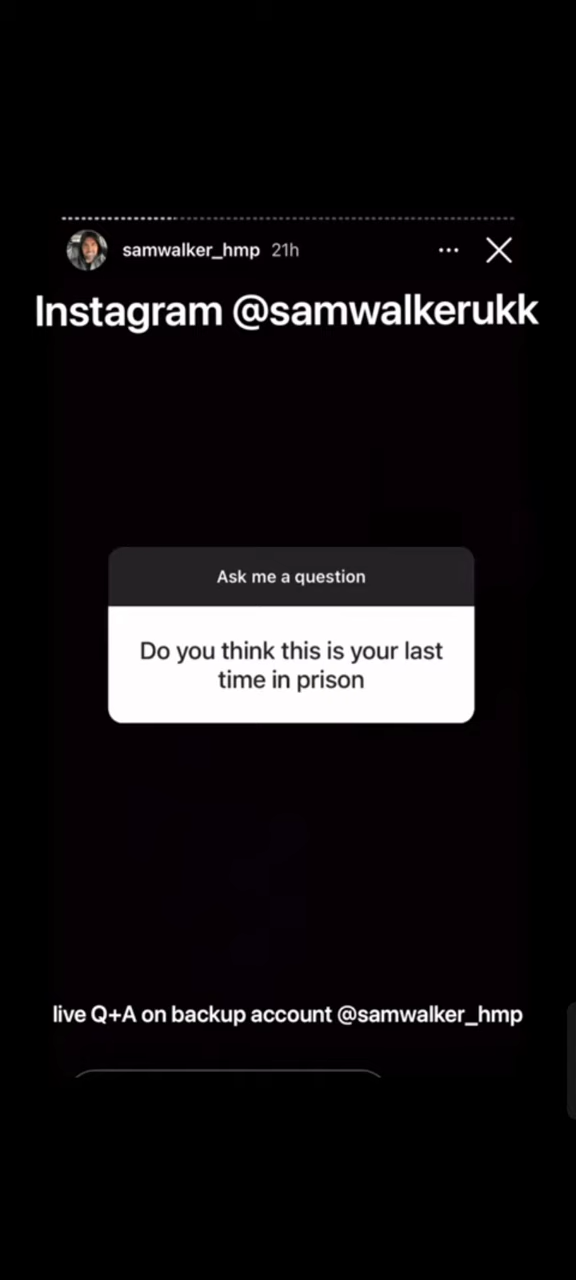 samwalker_hmp 21h
Instagram @samwalkerukk
Ask me a question
Do you think this is your last
time in prison
live Q+A on backup account @samwalker_hmp